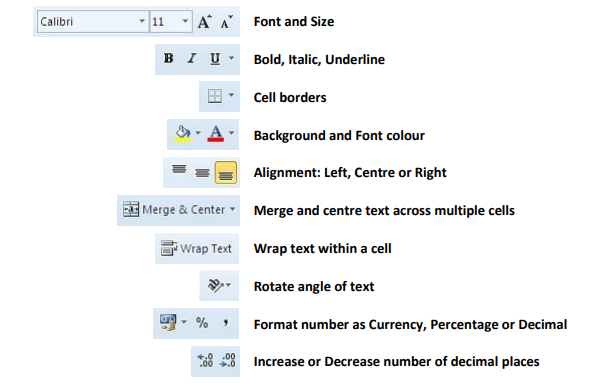 Calibri 11 A A Font and Size
B I U Bold, Italic, Underline
Cell borders
A Background and Font colour
Alignment: Left, Centre or Right
Merge & Center Merge and centre text across multiple cells
Wrap Text Wrap text within a cell
Rotate angle of text
% , Format number as Currency, Percentage or Decimal
.0 .00 .00 .0 Increase or Decrease number of decimal places